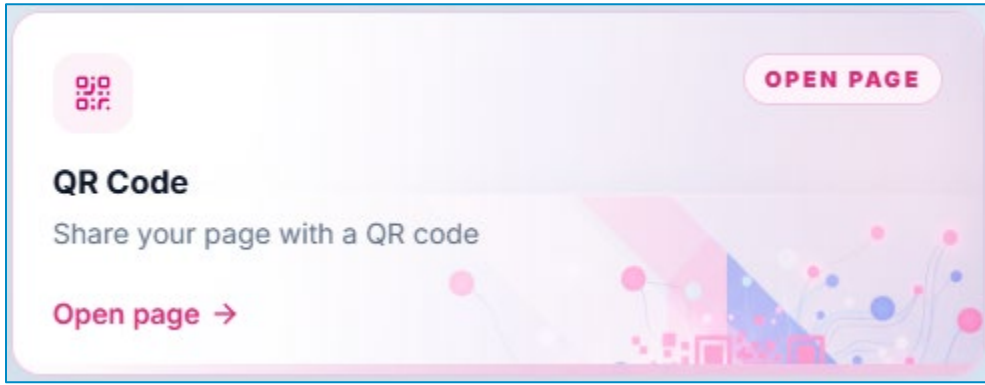 OPEN PAGE
QR Code
Share your page with a QR code
Open page →